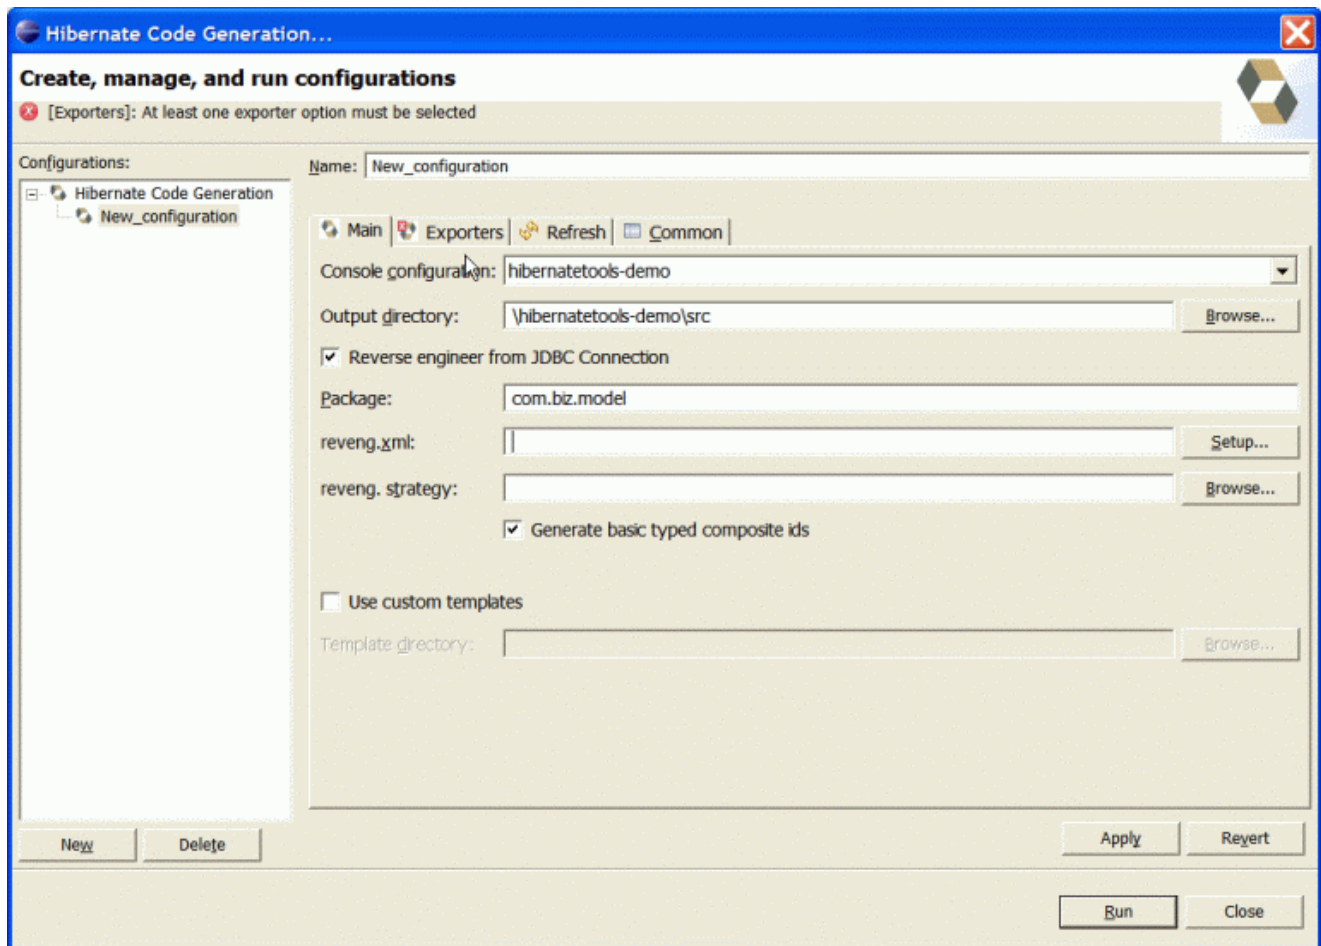 Hibernate Code Generation...
Create, manage, and run configurations
[Exporters]: At least one exporter option must be selected
Configurations:
Name: New_configuration
Hibernate Code Generation
New_configuration
Main Exporters Refresh Common
Console configuration: hibernatetools-demo
Output directory: \hibernatetools-demo\src Browse...
Reverse engineer from JDBC Connection
Package: com.biz.model
reveng.xml: Setup...
reveng. strategy: Browse...
Generate basic typed composite ids
Use custom templates
Template directory: Browse...
New Delete
Apply Revert
Run Close